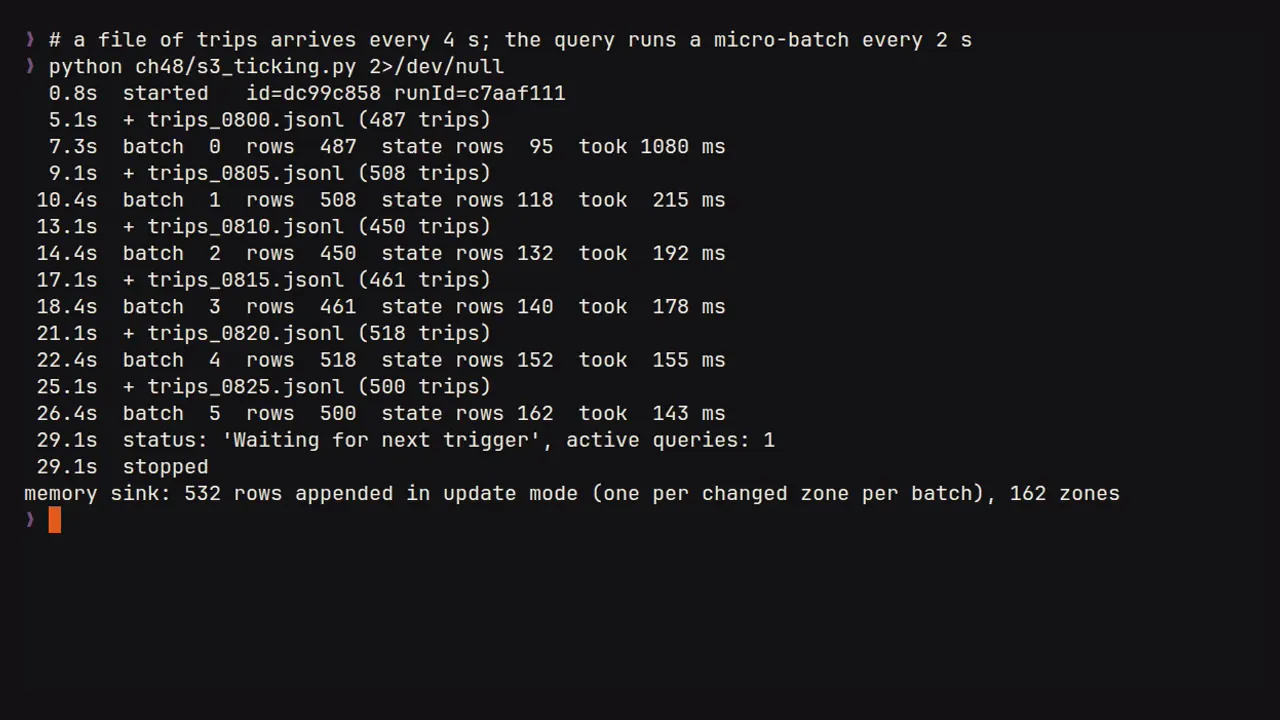 ❯ # a file of trips arrives every 4 s; the query runs a micro-batch every 2 s
❯ python ch48/s3_ticking.py 2>/dev/null
  0.8s  started   id=dc99c858 runId=c7aaf111
  5.1s  + trips_0800.jsonl (487 trips)
  7.3s  batch  0  rows  487  state rows  95  took 1080 ms
  9.1s  + trips_0805.jsonl (508 trips)
 10.4s  batch  1  rows  508  state rows 118  took  215 ms
 13.1s  + trips_0810.jsonl (450 trips)
 14.4s  batch  2  rows  450  state rows 132  took  192 ms
 17.1s  + trips_0815.jsonl (461 trips)
 18.4s  batch  3  rows  461  state rows 140  took  178 ms
 21.1s  + trips_0820.jsonl (518 trips)
 22.4s  batch  4  rows  518  state rows 152  took  155 ms
 25.1s  + trips_0825.jsonl (500 trips)
 26.4s  batch  5  rows  500  state rows 162  took  143 ms
 29.1s  status: 'Waiting for next trigger', active queries: 1
 29.1s  stopped
memory sink: 532 rows appended in update mode (one per changed zone per batch), 162 zones
❯